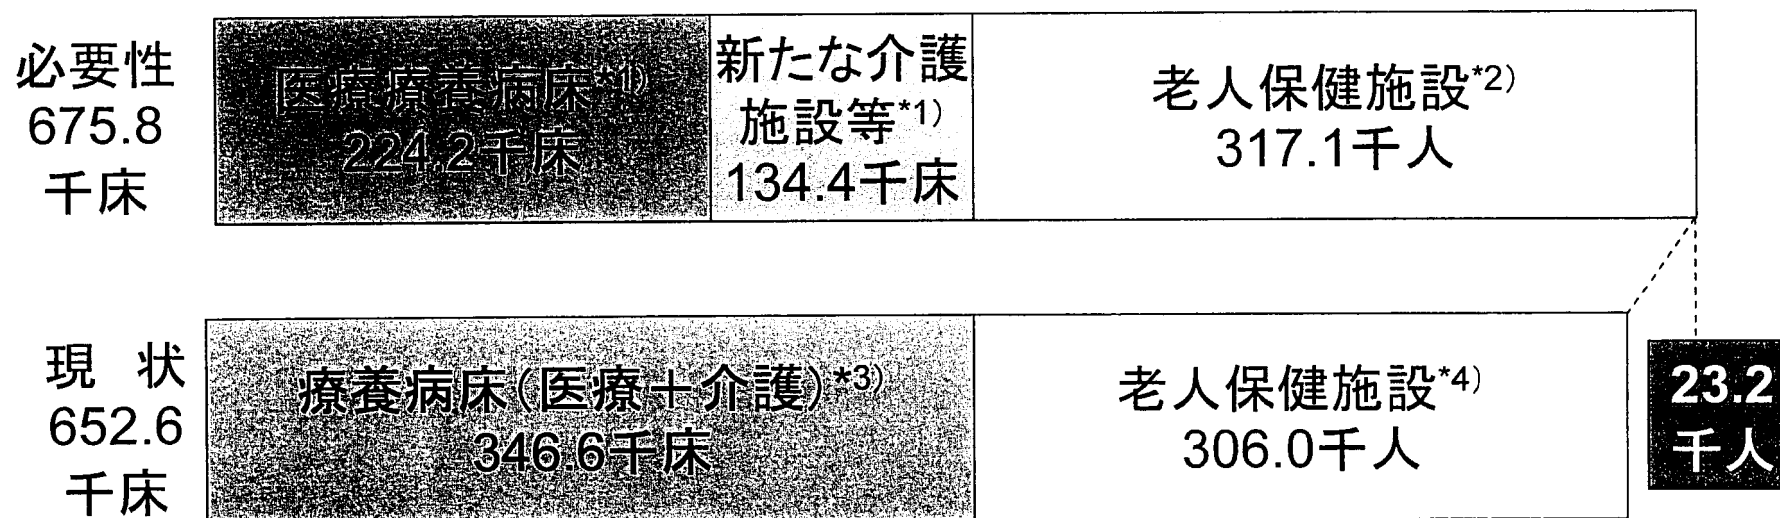 必要性
675.8
千床
医療療養病床*1)
224.2千床
新たな介護
施設等*1)
134.4千床
老人保健施設*2)
317.1千人
現 状
652.6
千床
療養病床(医療+介護)*3)
346.6千床
老人保健施設*4)
306.0千人
23.2
千人